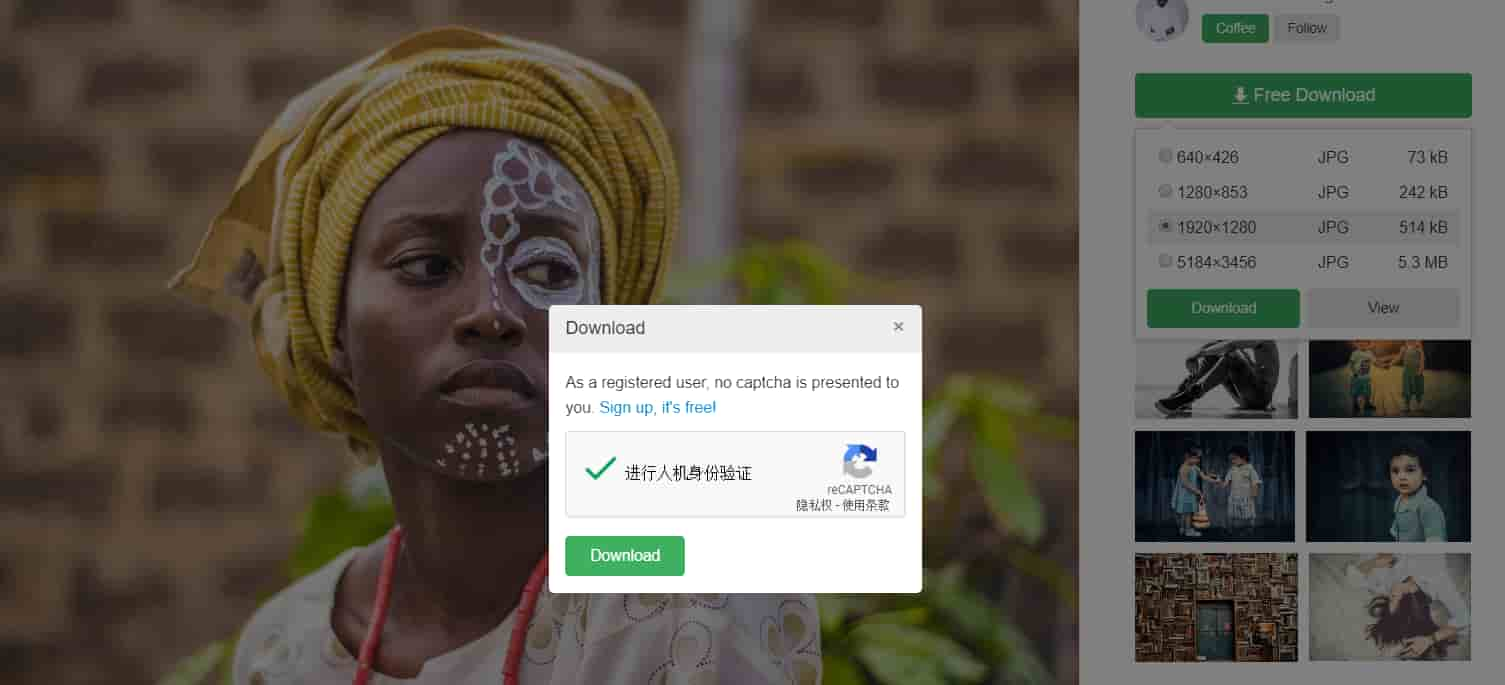 Coffee
Follow
Free Download
640×426 JPG 73 kB
1280×853 JPG 242 kB
1920×1280 JPG 514 kB
5184×3456 JPG 5.3 MB
Download
View
Download ×
As a registered user, no captcha is presented to
you. Sign up, it's free!
进行人机身份验证
reCAPTCHA
隐私权 - 使用条款
Download